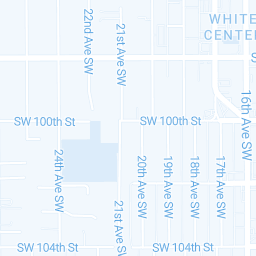 WHITE
CENTER
22nd Ave SW
21st Ave SW
16th Ave SW
SW 100th St
SW 100th St
24th Ave SW
20th Ave SW
19th Ave SW
18th Ave SW
17th Ave SW
21st Ave SW
SW 104th St
SW 104th St